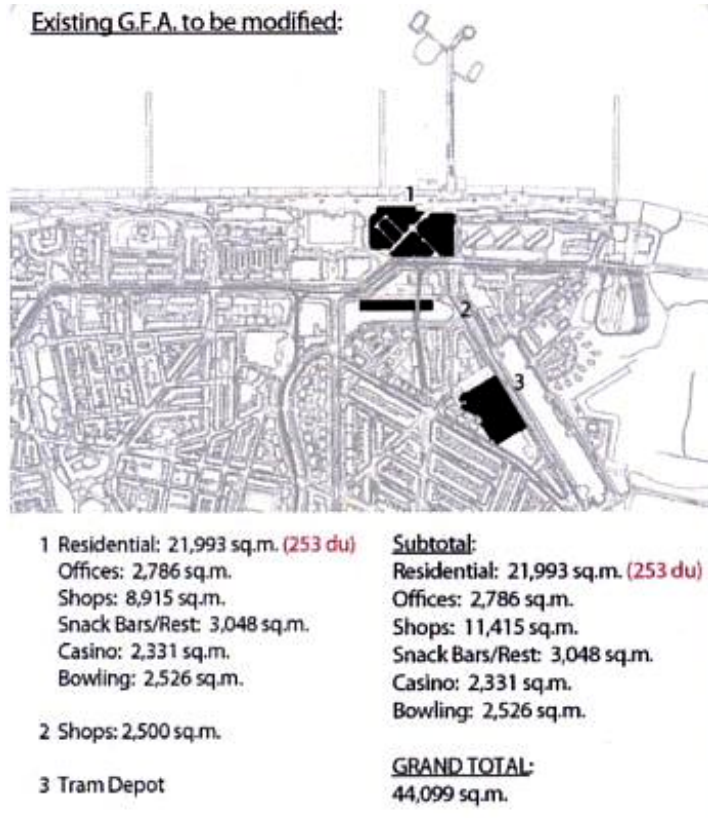 Existing G.F.A. to be modified:
1
2
3
1 Residential: 21,993 sq.m. (253 du)
Offices: 2,786 sq.m.
Shops: 8,915 sq.m.
Snack Bars/Rest: 3,048 sq.m.
Casino: 2,331 sq.m.
Bowling: 2,526 sq.m.
2 Shops: 2,500 sq.m.
3 Tram Depot
Subtotal:
Residential: 21,993 sq.m. (253 du)
Offices: 2,786 sq.m.
Shops: 11,415 sq.m.
Snack Bars/Rest: 3,048 sq.m.
Casino: 2,331 sq.m.
Bowling: 2,526 sq.m.
GRAND TOTAL:
44,099 sq.m.